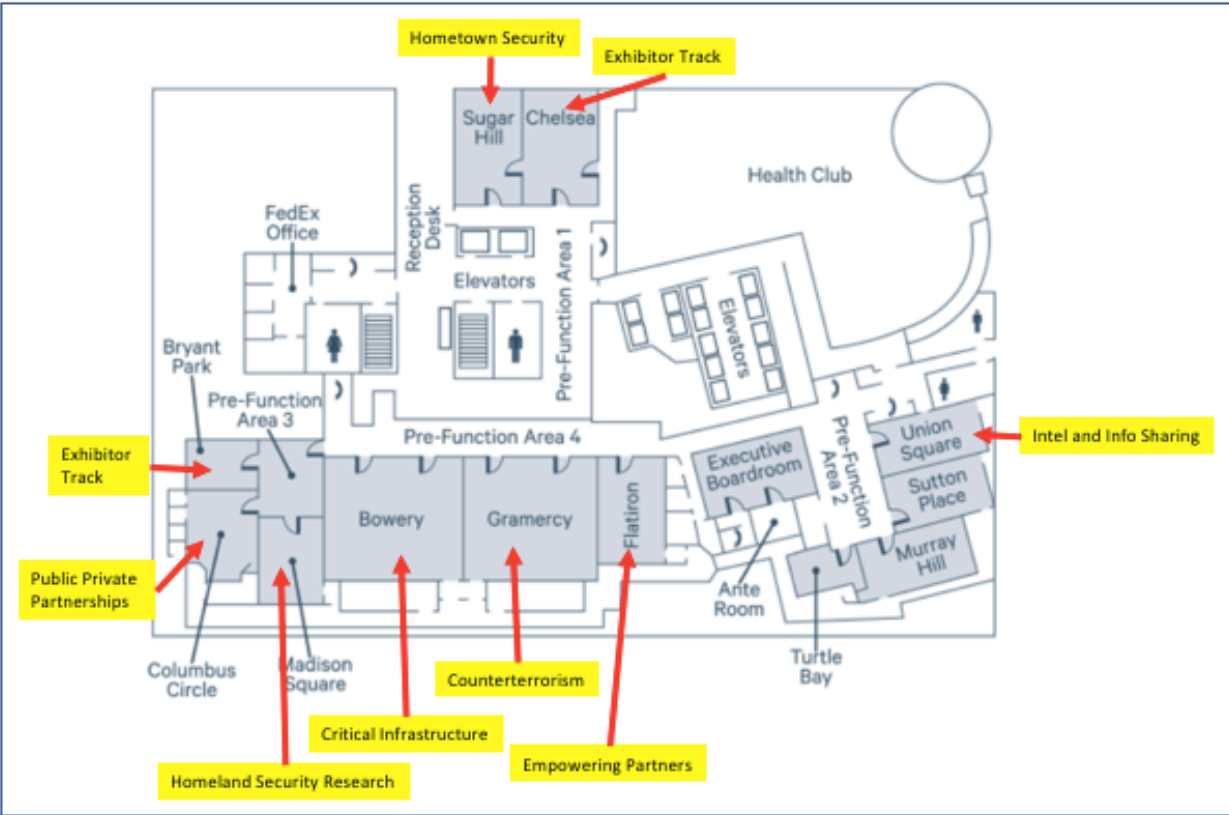 Hometown Security
Exhibitor Track
Sugar
Hill
Chelsea
Health Club
FedEx
Office
Reception
Desk
Elevators
Pre-Function Area 1
Elevators
Bryant
Park
Pre-Function
Area 3
Pre-Function Area 4
Exhibitor
Track
Executive
Boardroom
Pre-Function
Area 2
Union
Square
Intel and Info Sharing
Sutton
Place
Bowery
Gramercy
Flatiron
Murray
Hill
Public Private
Partnerships
Ante
Room
Columbus
Circle
Madison
Square
Turtle
Bay
Counterterrorism
Critical Infrastructure
Empowering Partners
Homeland Security Research